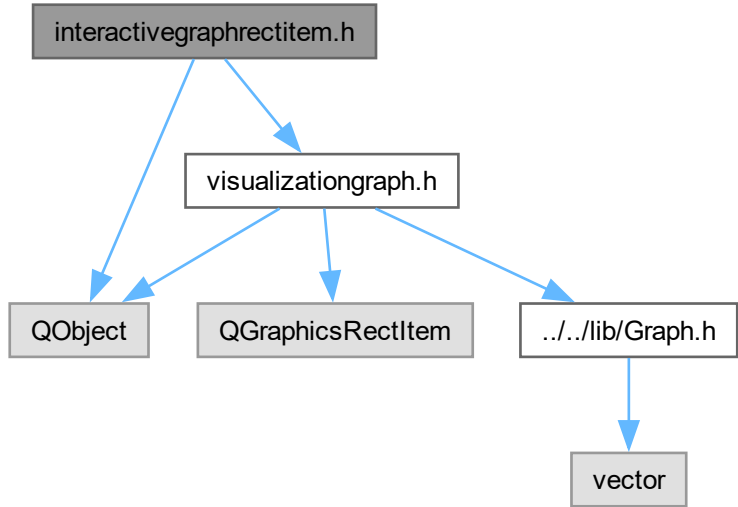 interactivegraphrectitem.h
visualizationgraph.h
QObject
QGraphicsRectItem
../../lib/Graph.h
vector